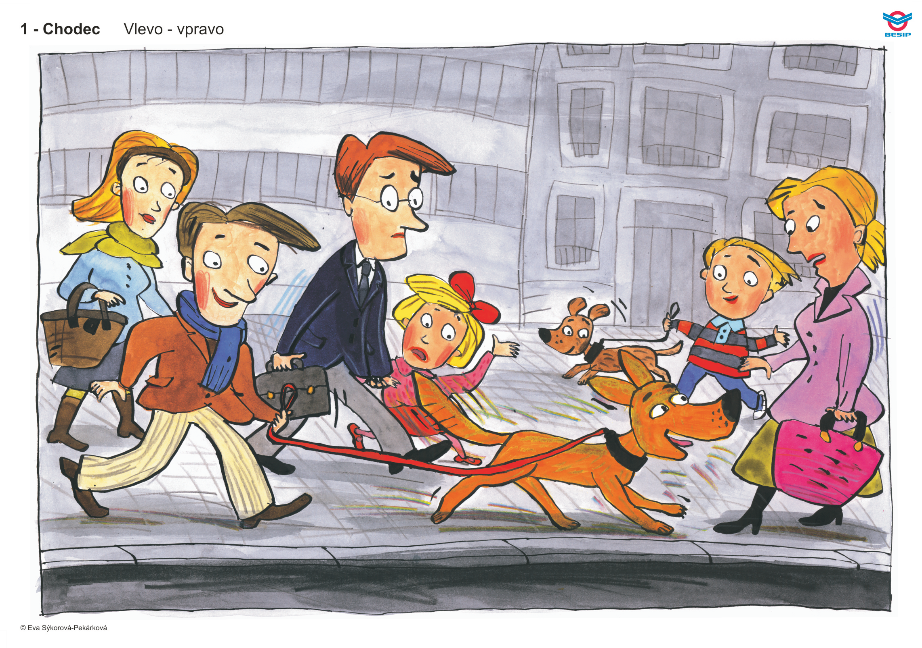 1 - Chodec Vlevo - vpravo
BESIP
© Eva Sýkorová-Pekárková